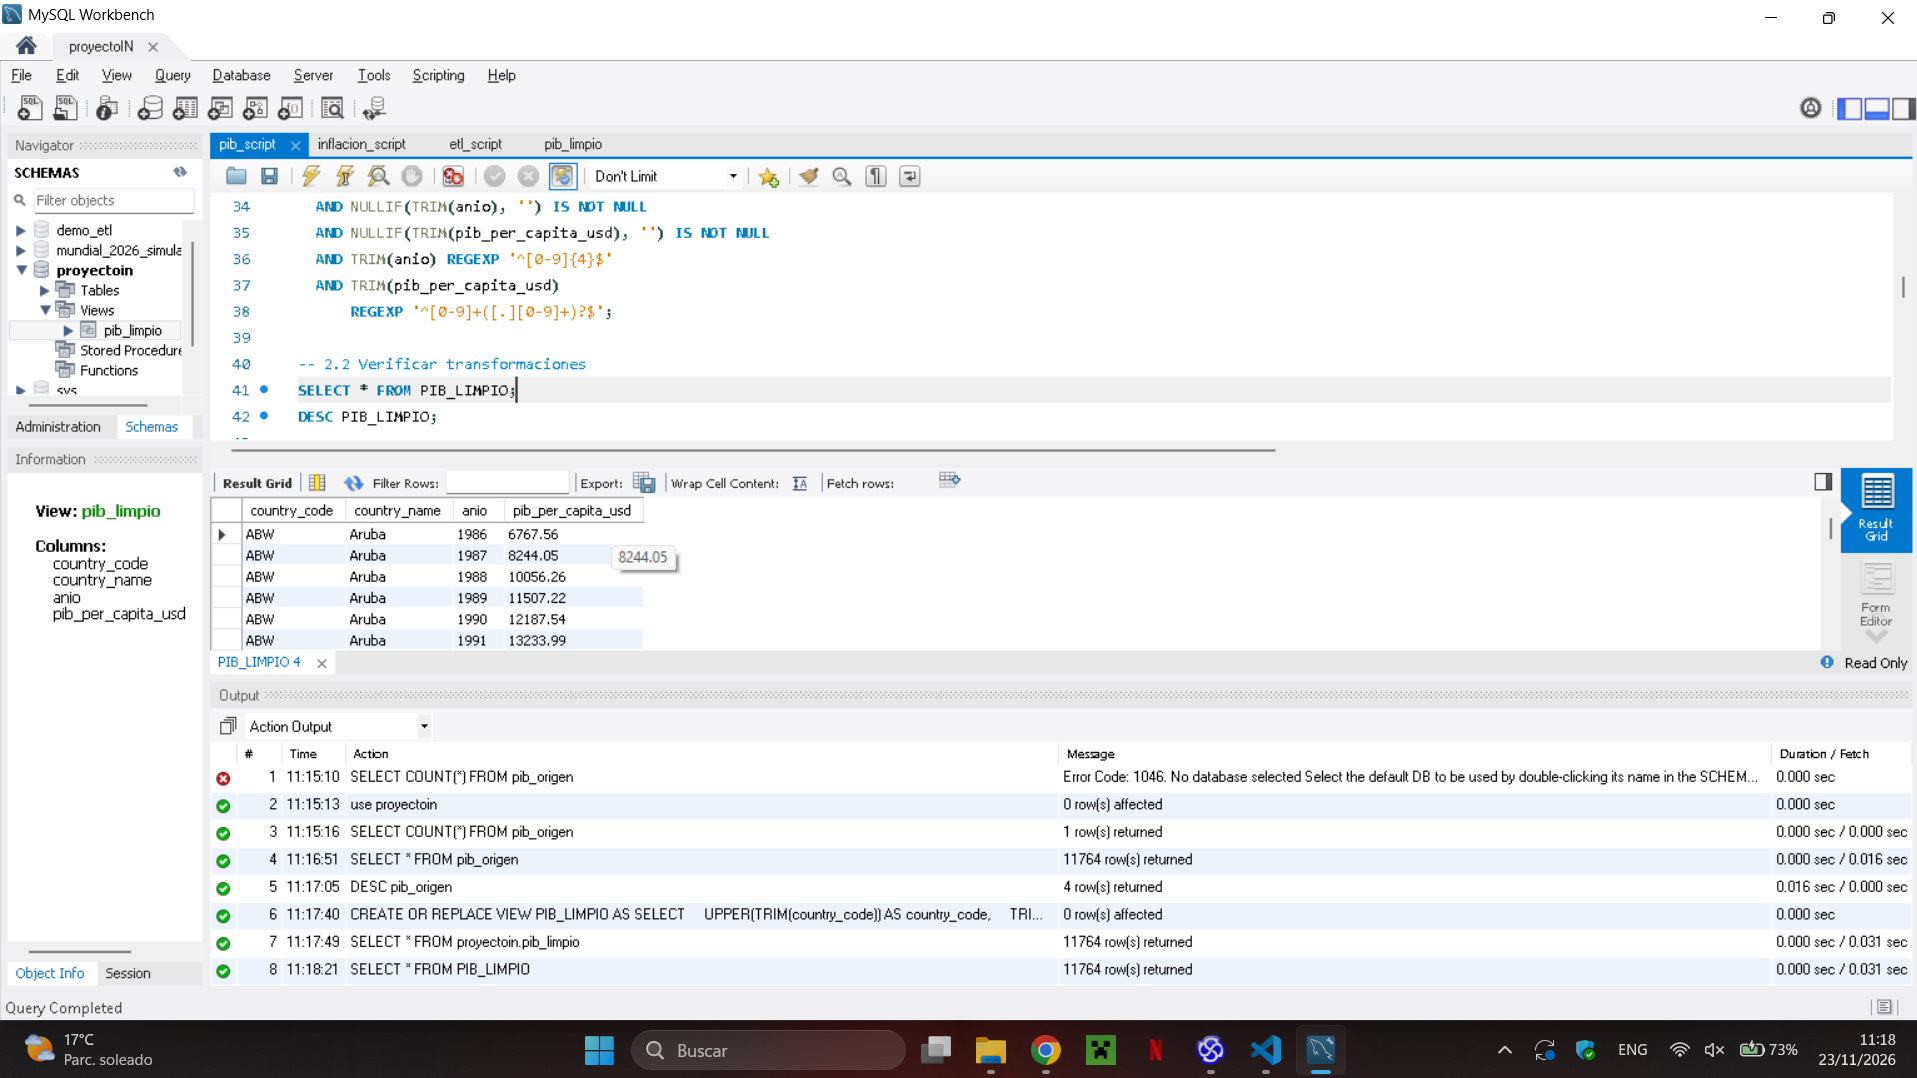 MySQL Workbench
proyectoIN
File Edit View Query Database Server Tools Scripting Help
Navigator
SCHEMAS
Filter objects
demo_etl
mundial_2026_simula
proyectoin
Tables
Views
pib_limpio
Stored Procedure
Functions
sys
Administration Schemas
Information
View: pib_limpio
Columns:
country_code
country_name
anio
pib_per_capita_usd
Object Info Session
pib_script inflacion_script etl_script pib_limpio
Don't Limit
34 AND NULLIF(TRIM(anio), '') IS NOT NULL
35 AND NULLIF(TRIM(pib_per_capita_usd), '') IS NOT NULL
36 AND TRIM(anio) REGEXP '^[0-9]{4}$'
37 AND TRIM(pib_per_capita_usd)
38 REGEXP '^[0-9]+([.][0-9]+)?$';
39
40 -- 2.2 Verificar transformaciones
41 SELECT * FROM PIB_LIMPIO;
42 DESC PIB_LIMPIO;
Result Grid Filter Rows: Export: Wrap Cell Content: Fetch rows:
country_code country_name anio pib_per_capita_usd
ABW Aruba 1986 6767.56
ABW Aruba 1987 8244.05
8244.05
ABW Aruba 1988 10056.26
ABW Aruba 1989 11507.22
ABW Aruba 1990 12187.54
ABW Aruba 1991 13233.99
Result
Grid
Form
Editor
PIB_LIMPIO 4
Read Only
Output
Action Output
# Time Action Message Duration / Fetch
1 11:15:10 SELECT COUNT(*) FROM pib_origen Error Code: 1046. No database selected Select the default DB to be used by double-clicking its name in the SCHEM... 0.000 sec
2 11:15:13 use proyectoin 0 row(s) affected 0.000 sec
3 11:15:16 SELECT COUNT(*) FROM pib_origen 1 row(s) returned 0.000 sec / 0.000 sec
4 11:16:51 SELECT * FROM pib_origen 11764 row(s) returned 0.000 sec / 0.016 sec
5 11:17:05 DESC pib_origen 4 row(s) returned 0.016 sec / 0.000 sec
6 11:17:40 CREATE OR REPLACE VIEW PIB_LIMPIO AS SELECT UPPER(TRIM(country_code)) AS country_code, TRI... 0 row(s) affected 0.000 sec
7 11:17:49 SELECT * FROM proyectoin.pib_limpio 11764 row(s) returned 0.000 sec / 0.031 sec
8 11:18:21 SELECT * FROM PIB_LIMPIO 11764 row(s) returned 0.000 sec / 0.031 sec
Query Completed
17°C
Parc. soleado
Buscar
ENG
73%
11:18
23/11/2026